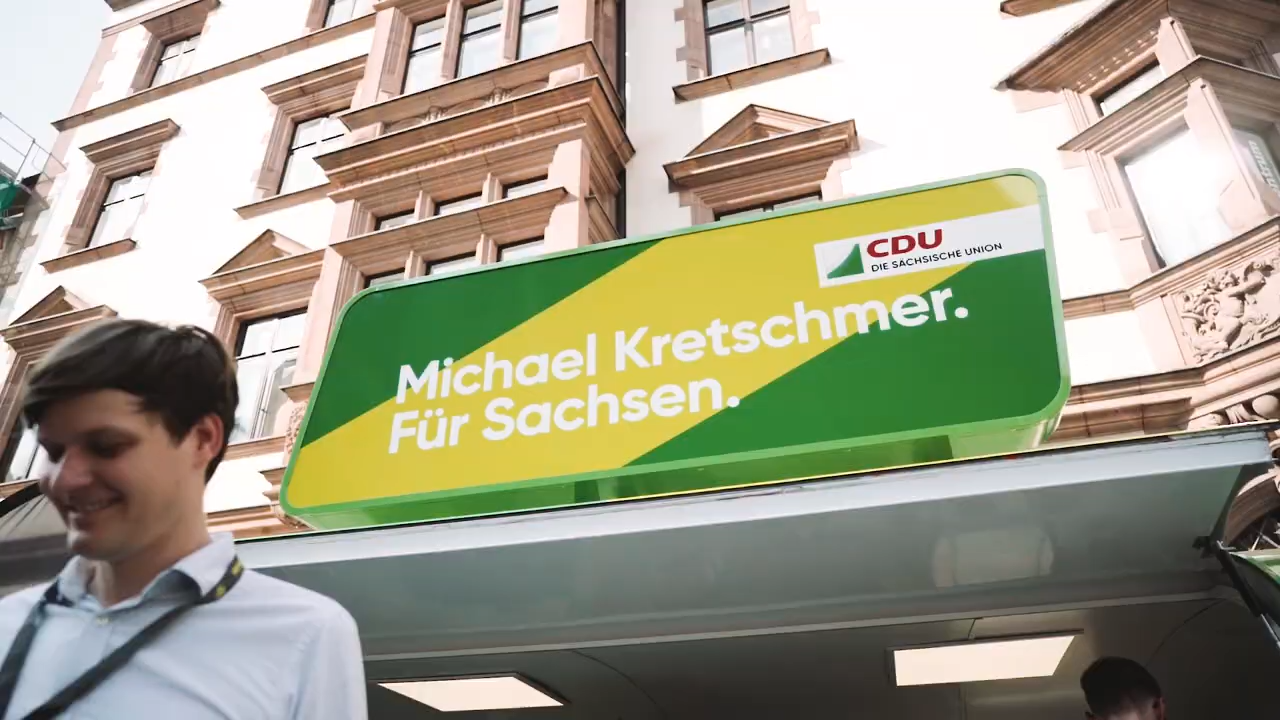 CDU
DIE SÄCHSISCHE UNION
Michael Kretschmer.
Für Sachsen.